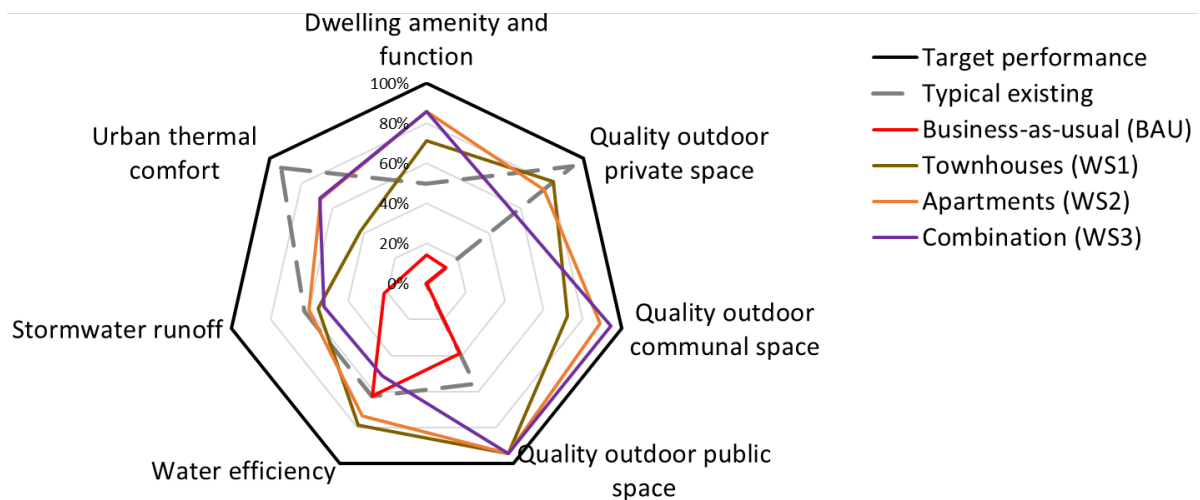 Dwelling amenity and
function
100%
80%
60%
40%
20%
0%
Quality outdoor
private space
Quality outdoor
communal space
Quality outdoor public
space
Water efficiency
Stormwater runoff
Urban thermal
comfort
Target performance
Typical existing
Business-as-usual (BAU)
Townhouses (WS1)
Apartments (WS2)
Combination (WS3)